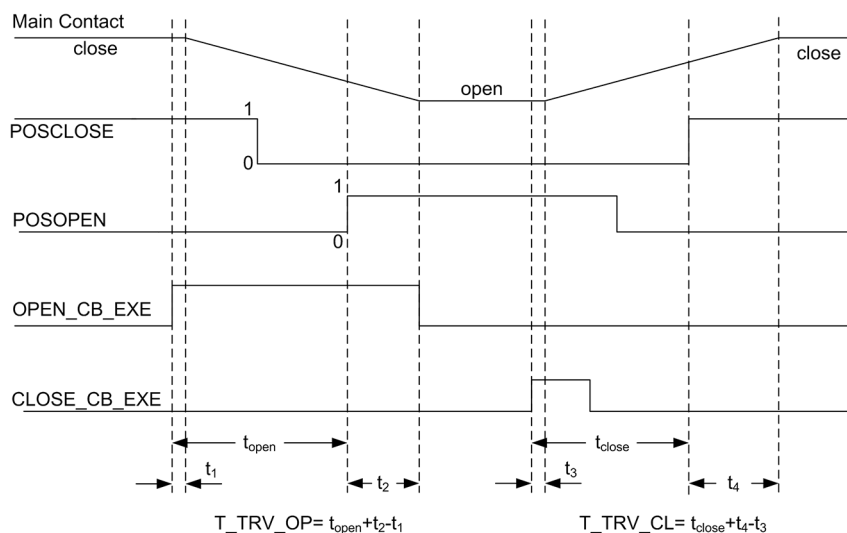 Main Contact
close
open
close
1
POSCLOSE
0
1
POSOPEN
0
OPEN_CB_EXE
CLOSE_CB_EXE
topen
tclose
t1
t2
t3
t4
T_TRV_OP= topen+t2-t1
T_TRV_CL= tclose+t4-t3